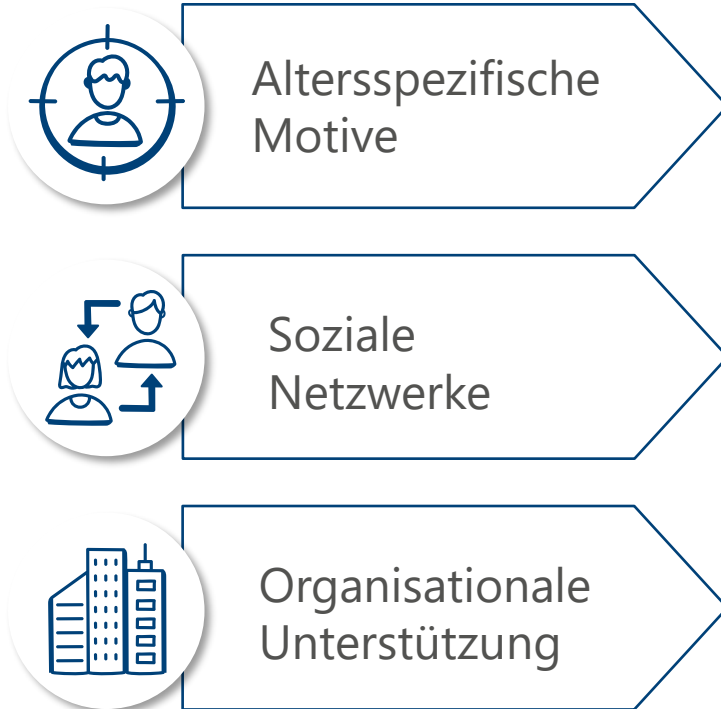 Altersspezifische
Motive
Soziale
Netzwerke
Organisationale
Unterstützung